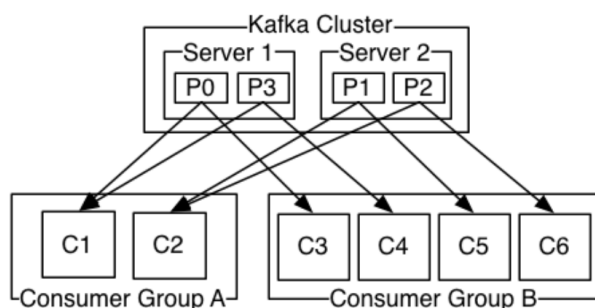 Kafka Cluster
Server 1 Server 2
P0 P3 P1 P2
C1 C2 C3 C4 C5 C6
Consumer Group A Consumer Group B